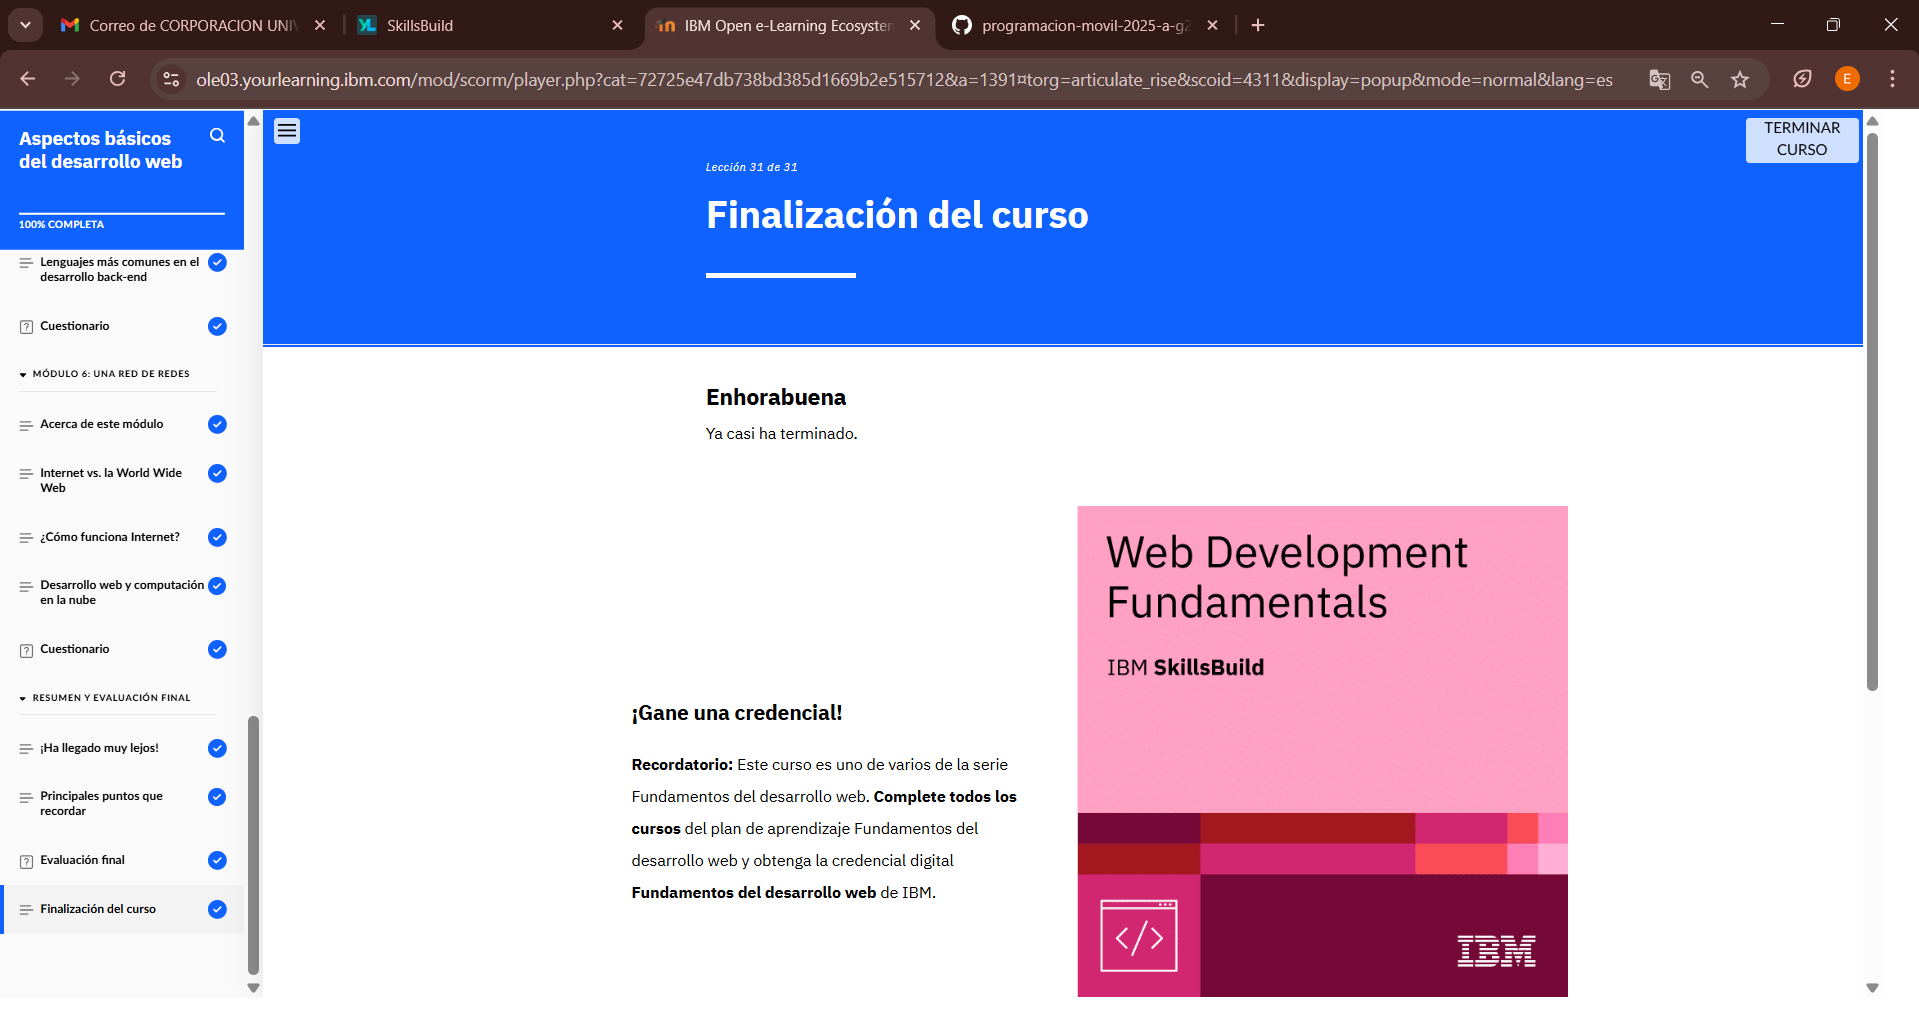 Correo de CORPORACION UNIV
SkillsBuild
IBM Open e-Learning Ecosystem
programacion-movil-2025-a-g2
ole03.yourlearning.ibm.com/mod/scorm/player.php?cat=72725e47db738bd385d1669b2e515712&a=1391¤torg=articulate_rise&scoid=4311&display=popup&mode=normal&lang=es
E
Aspectos básicos
del desarrollo web
100% COMPLETA
Lenguajes más comunes en el
desarrollo back-end
Cuestionario
MÓDULO 6: UNA RED DE REDES
Acerca de este módulo
Internet vs. la World Wide
Web
¿Cómo funciona Internet?
Desarrollo web y computación
en la nube
Cuestionario
RESUMEN Y EVALUACIÓN FINAL
¡Ha llegado muy lejos!
Principales puntos que
recordar
Evaluación final
Finalización del curso
TERMINAR
CURSO
Lección 31 de 31
Finalización del curso
Enhorabuena
Ya casi ha terminado.
¡Gane una credencial!
Recordatorio: Este curso es uno de varios de la serie
Fundamentos del desarrollo web. Complete todos los
cursos del plan de aprendizaje Fundamentos del
desarrollo web y obtenga la credencial digital
Fundamentos del desarrollo web de IBM.
Web Development
Fundamentals
IBM SkillsBuild
</>
IBM